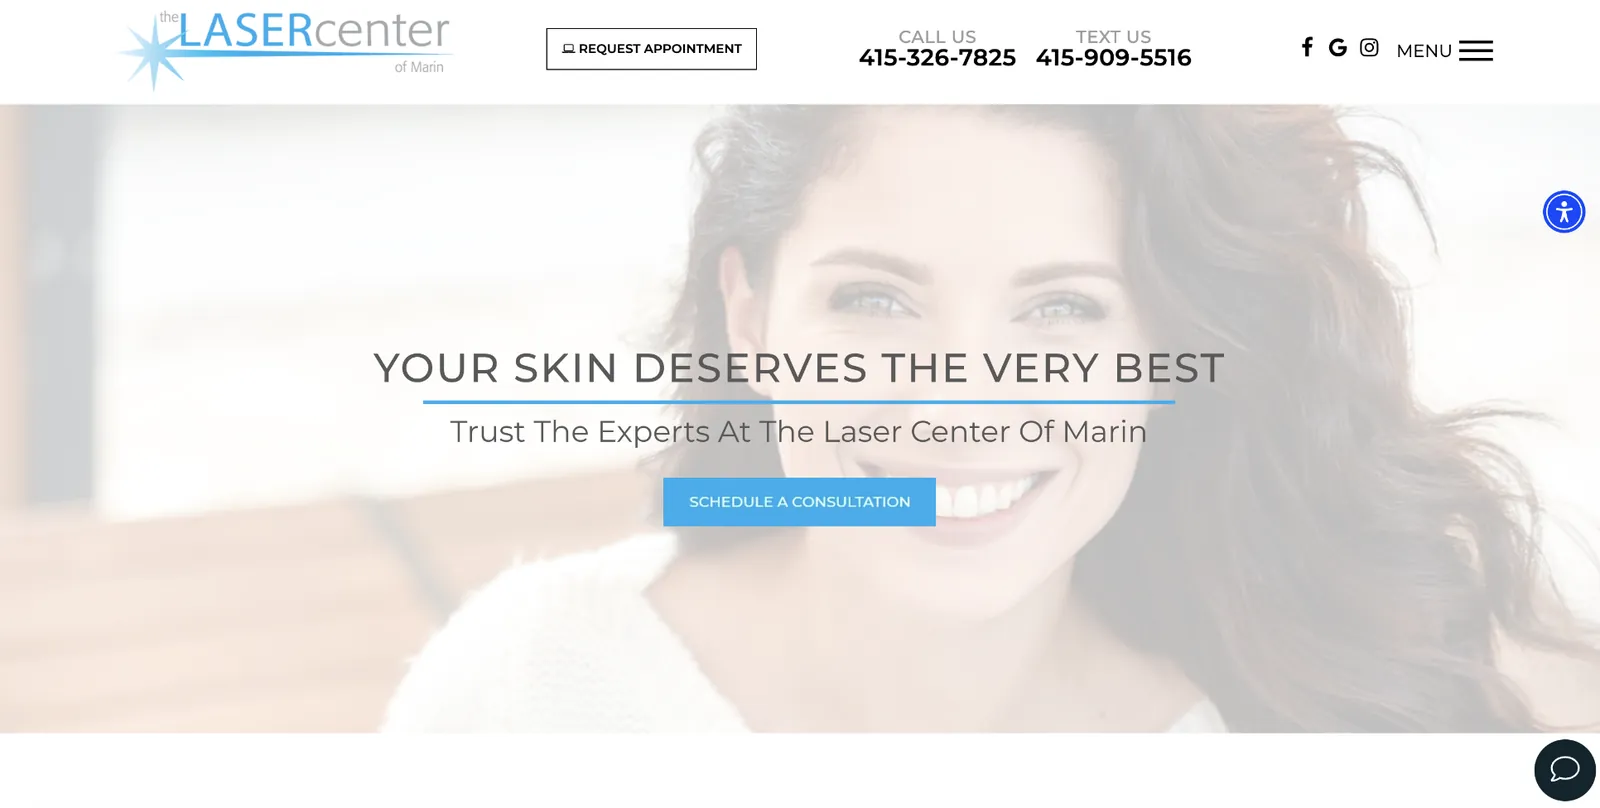 the
LASERcenter
of Marin
REQUEST APPOINTMENT
CALL US
415-326-7825
TEXT US
415-909-5516
MENU
YOUR SKIN DESERVES THE VERY BEST
Trust The Experts At The Laser Center Of Marin
SCHEDULE A CONSULTATION